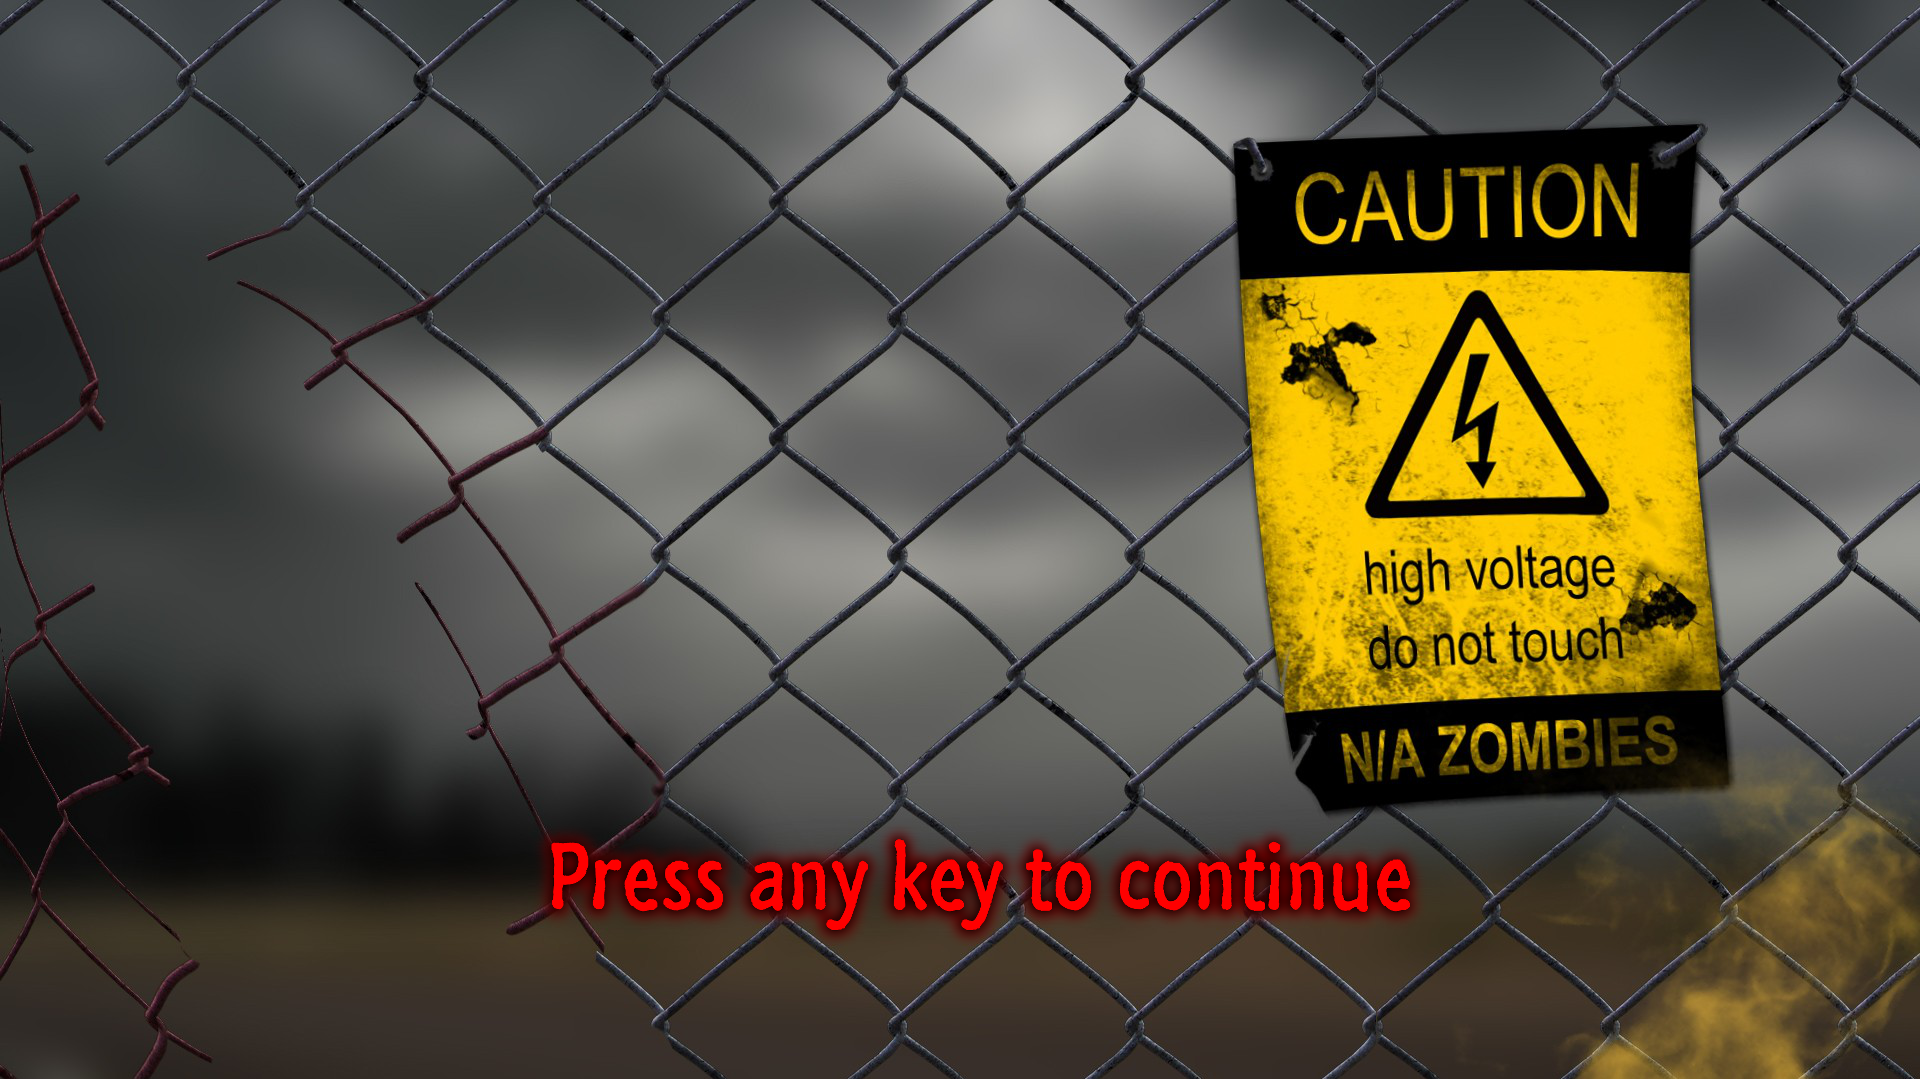 CAUTION
high voltage
do not touch
N/A ZOMBIES
Press any key to continue